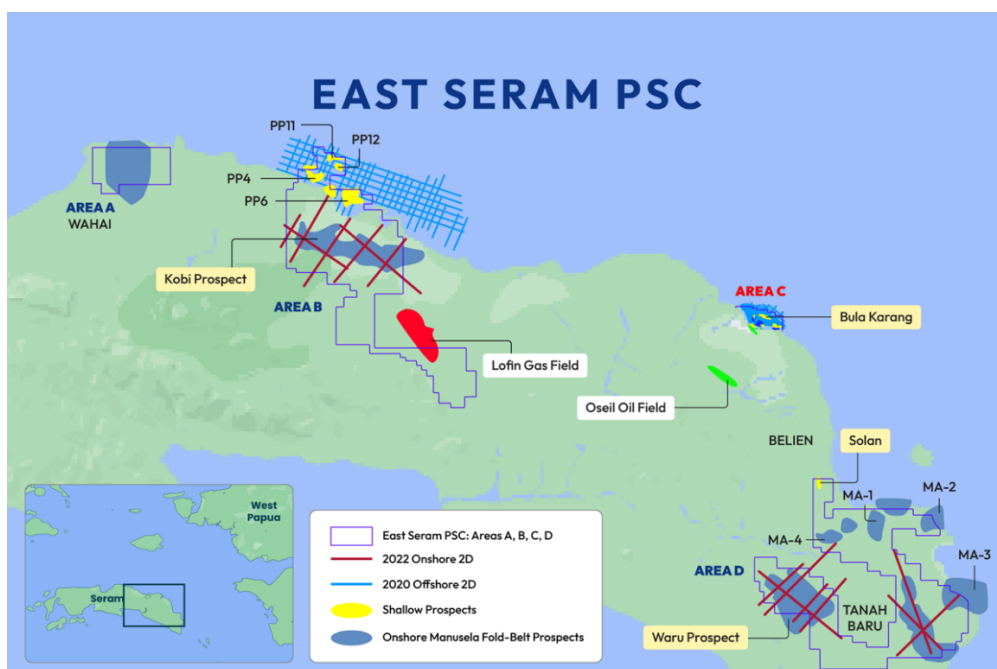 EAST SERAM PSC
PP11
PP12
PP4
PP6
AREA A
WAHAI
Kobi Prospect
AREA B
Lofin Gas Field
AREA C
Bula Karang
Oseil Oil Field
BELIEN
Solan
MA-1
MA-2
MA-4
MA-3
AREA D
TANAH
BARU
Waru Prospect
West
Papua
Seram
East Seram PSC: Areas A, B, C, D
2022 Onshore 2D
2020 Offshore 2D
Shallow Prospects
Onshore Manusela Fold-Belt Prospects